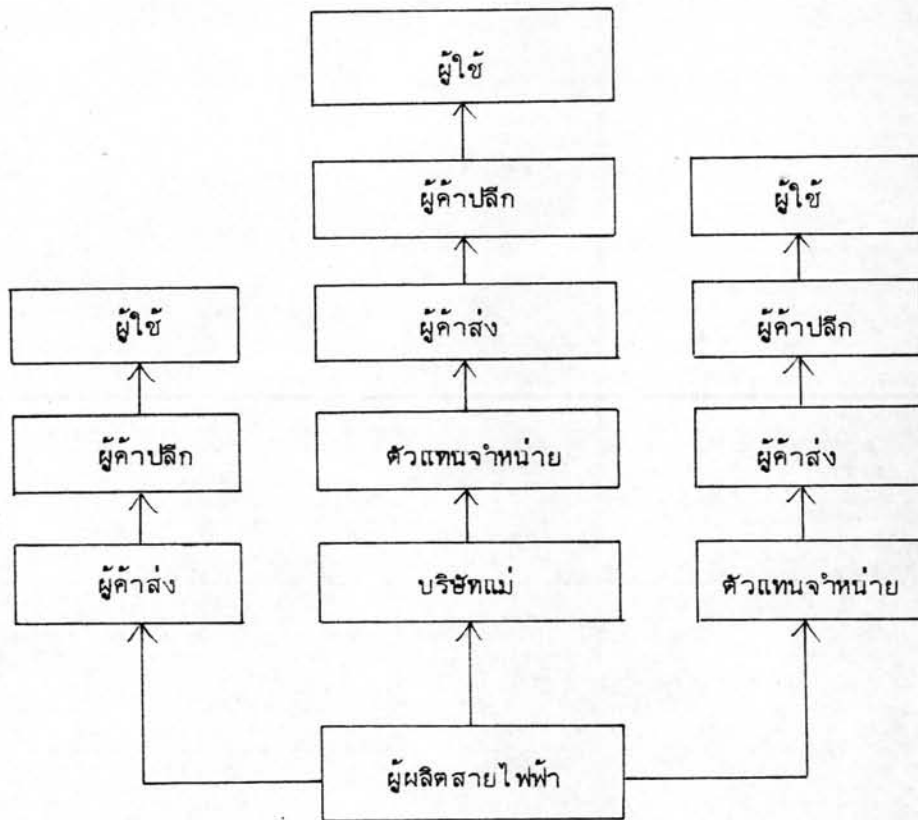 ผู้ใช้
ผู้ค้าปลีก
ผู้ใช้
ผู้ใช้
ผู้ค้าส่ง
ผู้ค้าปลีก
ผู้ค้าปลีก
ตัวแทนจำหน่าย
ผู้ค้าส่ง
ผู้ค้าส่ง
บริษัทแม่
ตัวแทนจำหน่าย
ผู้ผลิตสายไฟฟ้า